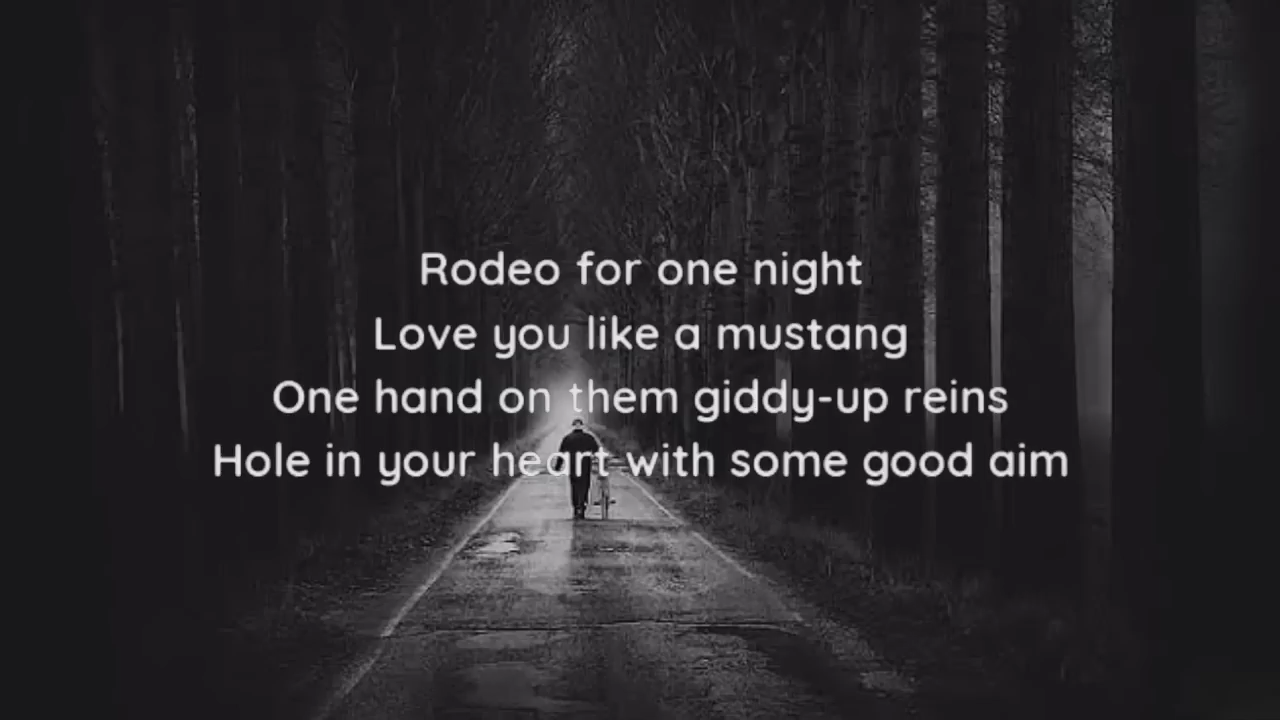 Rodeo for one night
Love you like a mustang
One hand on them giddy-up reins
Hole in your heart with some good aim